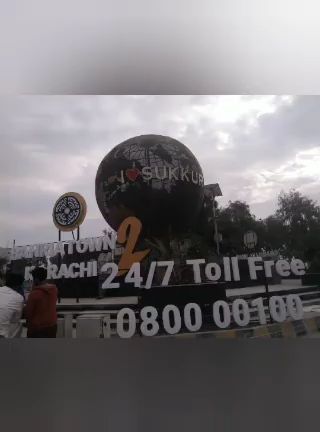 I ❤ SUKKUR
TOWN 2
RACHI
24/7 Toll Free
0800 00100